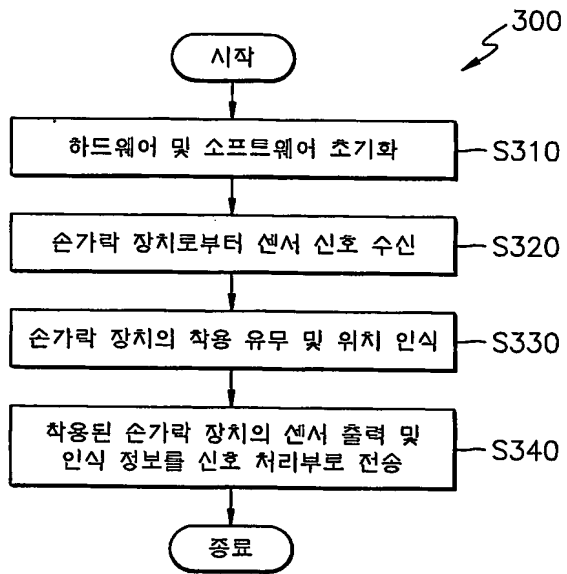 300
시작
하드웨어 및 소프트웨어 초기화
S310
손가락 장치로부터 센서 신호 수신
S320
손가락 장치의 착용 유무 및 위치 인식
S330
착용된 손가락 장치의 센서 출력 및
인식 정보를 신호 처리부로 전송
S340
종료